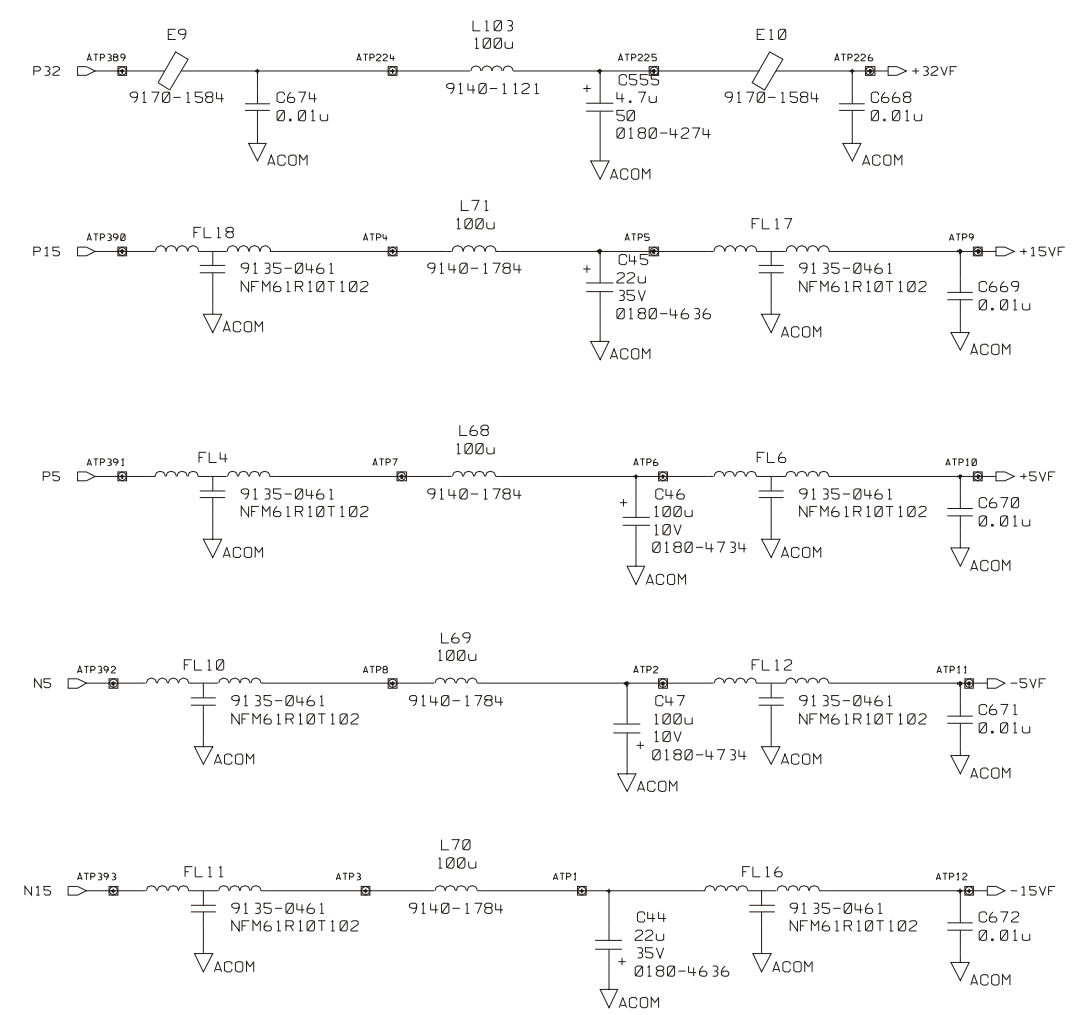 L103
100u
E9
E10
ATP389
ATP224
ATP225
ATP226
P32
+32VF
9170-1584
9140-1121
9170-1584
C674
0.01u
ACOM
+
C555
4.7u
50
0180-4274
ACOM
C668
0.01u
ACOM
L71
100u
FL18
FL17
ATP390
ATP4
ATP5
ATP9
P15
+15VF
9135-0461
NFM61R10T102
ACOM
9140-1784
+
C45
22u
35V
0180-4636
ACOM
9135-0461
NFM61R10T102
ACOM
C669
0.01u
ACOM
L68
100u
FL4
FL6
ATP391
ATP7
ATP6
ATP10
P5
+5VF
9135-0461
NFM61R10T102
ACOM
9140-1784
+
C46
100u
10V
0180-4734
ACOM
9135-0461
NFM61R10T102
ACOM
C670
0.01u
ACOM
L69
100u
FL10
FL12
ATP392
ATP8
ATP2
ATP11
N5
-5VF
9135-0461
NFM61R10T102
ACOM
9140-1784
C47
100u
10V
+
0180-4734
ACOM
9135-0461
NFM61R10T102
ACOM
C671
0.01u
ACOM
L70
100u
FL11
FL16
ATP393
ATP3
ATP1
ATP12
N15
-15VF
9135-0461
NFM61R10T102
ACOM
9140-1784
C44
22u
35V
+
0180-4636
ACOM
9135-0461
NFM61R10T102
ACOM
C672
0.01u
ACOM